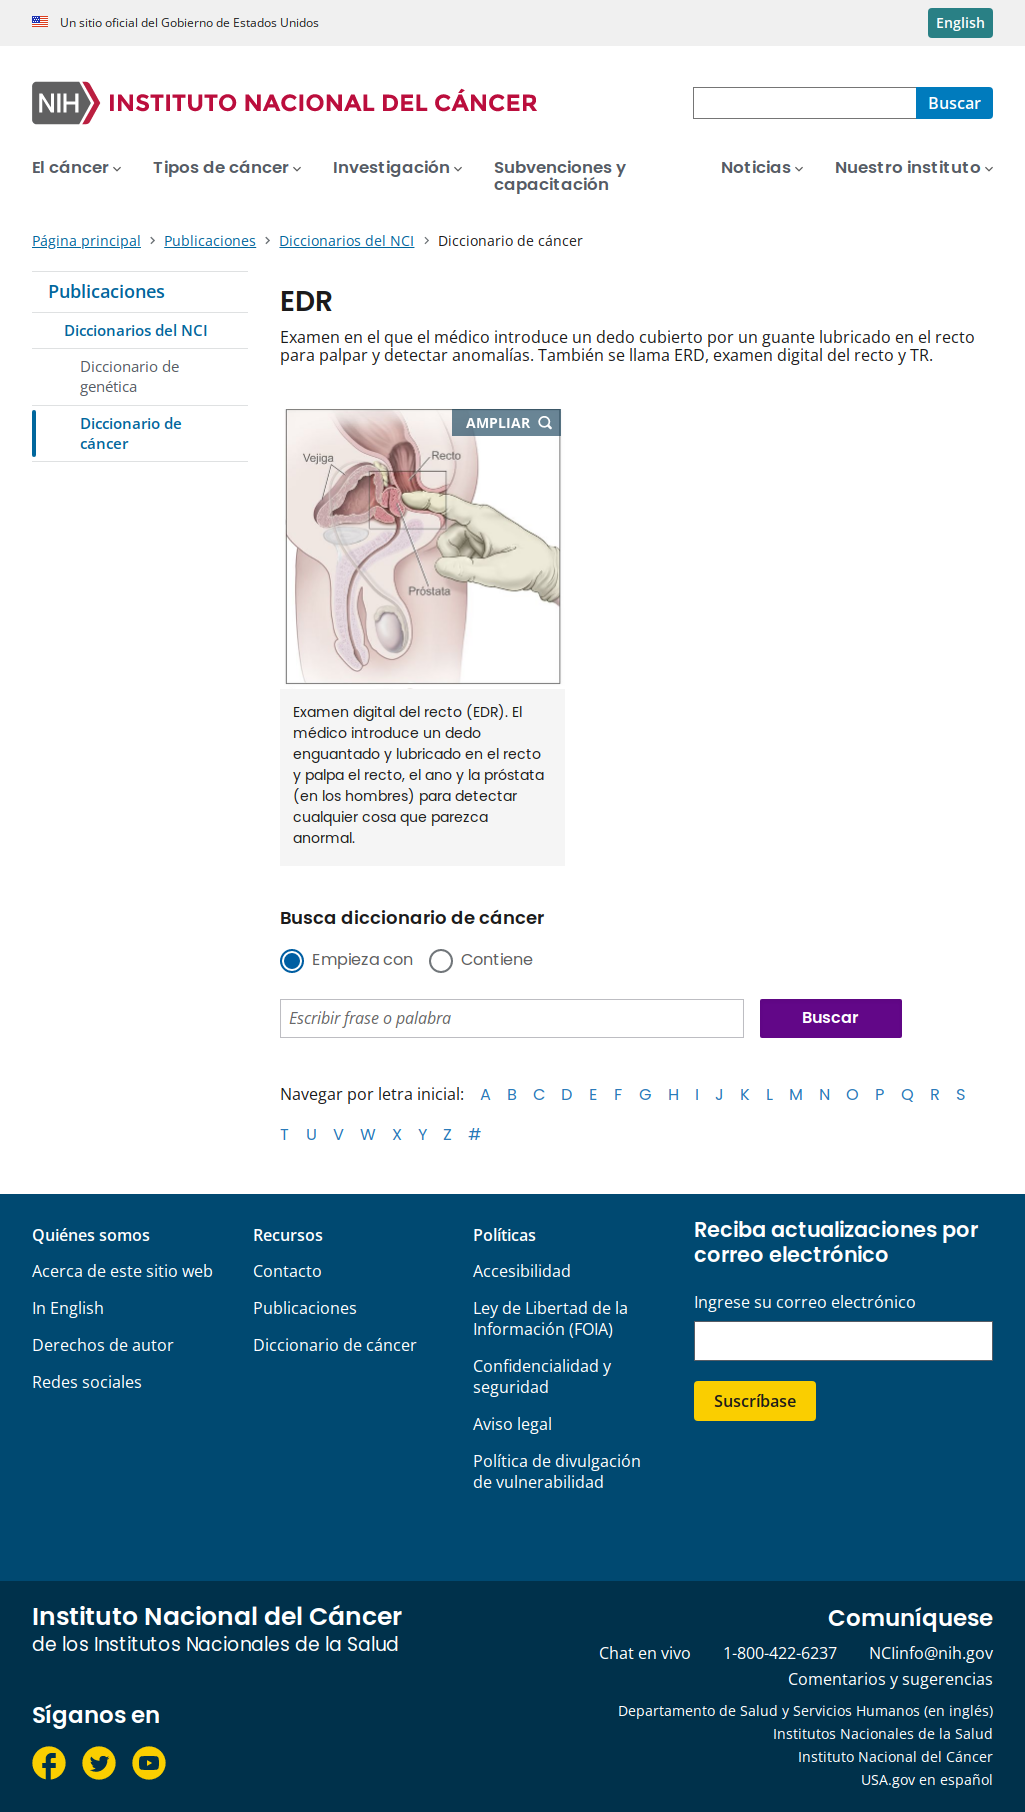 Un sitio oficial del Gobierno de Estados Unidos
English
NIH INSTITUTO NACIONAL DEL CÁNCER
Buscar
El cáncer
Tipos de cáncer
Investigación
Subvenciones y
capacitación
Noticias
Nuestro instituto
Página principal > Publicaciones > Diccionarios del NCI > Diccionario de cáncer
Publicaciones
Diccionarios del NCI
Diccionario de
genética
Diccionario de
cáncer
EDR
Examen en el que el médico introduce un dedo cubierto por un guante lubricado en el recto
para palpar y detectar anomalías. También se llama ERD, examen digital del recto y TR.
AMPLIAR
Vejiga
Recto
Próstata
Examen digital del recto (EDR). El
médico introduce un dedo
enguantado y lubricado en el recto
y palpa el recto, el ano y la próstata
(en los hombres) para detectar
cualquier cosa que parezca
anormal.
Busca diccionario de cáncer
Empieza con
Contiene
Escribir frase o palabra
Buscar
Navegar por letra inicial: A B C D E F G H I J K L M N O P Q R S
T U V W X Y Z #
Quiénes somos
Acerca de este sitio web
In English
Derechos de autor
Redes sociales
Recursos
Contacto
Publicaciones
Diccionario de cáncer
Políticas
Accesibilidad
Ley de Libertad de la
Información (FOIA)
Confidencialidad y
seguridad
Aviso legal
Política de divulgación
de vulnerabilidad
Reciba actualizaciones por
correo electrónico
Ingrese su correo electrónico
Suscríbase
Instituto Nacional del Cáncer
de los Institutos Nacionales de la Salud
Síganos en
Comuníquese
Chat en vivo 1-800-422-6237 NCIinfo@nih.gov
Comentarios y sugerencias
Departamento de Salud y Servicios Humanos (en inglés)
Institutos Nacionales de la Salud
Instituto Nacional del Cáncer
USA.gov en español